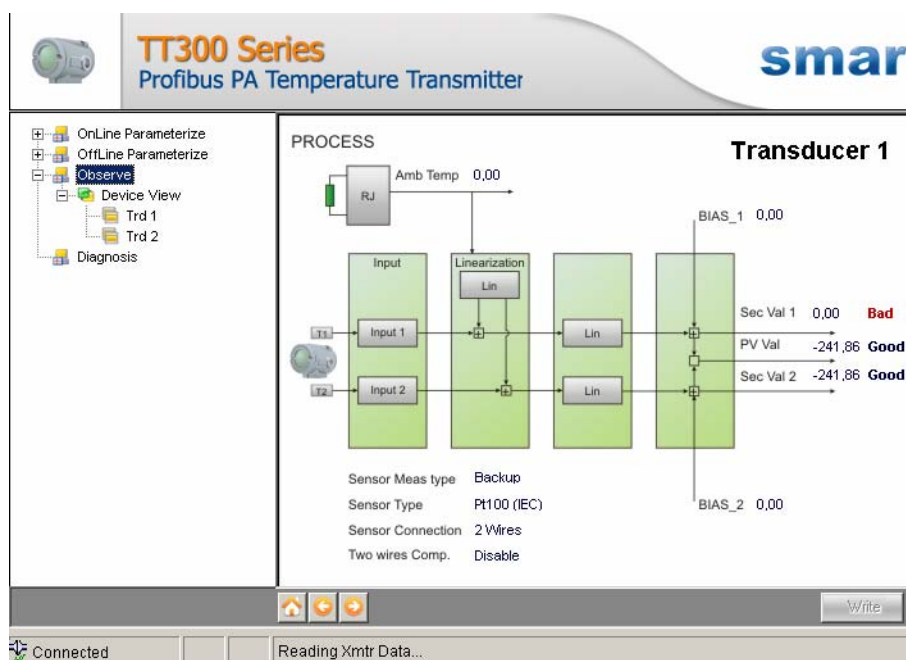 TT300 Series
Profibus PA Temperature Transmitter
smar
OnLine Parameterize
OffLine Parameterize
Observe
Device View
Trd 1
Trd 2
Diagnosis
PROCESS
Transducer 1
Amb Temp 0,00
RJ
BIAS_1 0,00
Input
Linearization
Lin
T1
Input 1
Lin
Sec Val 1 0,00 Bad
PV Val -241,86 Good
Sec Val 2 -241,86 Good
T2
Input 2
Lin
Sensor Meas type Backup
Sensor Type Pt100 (IEC)
BIAS_2 0,00
Sensor Connection 2 Wires
Two wires Comp. Disable
Write
Connected
Reading Xmtr Data...